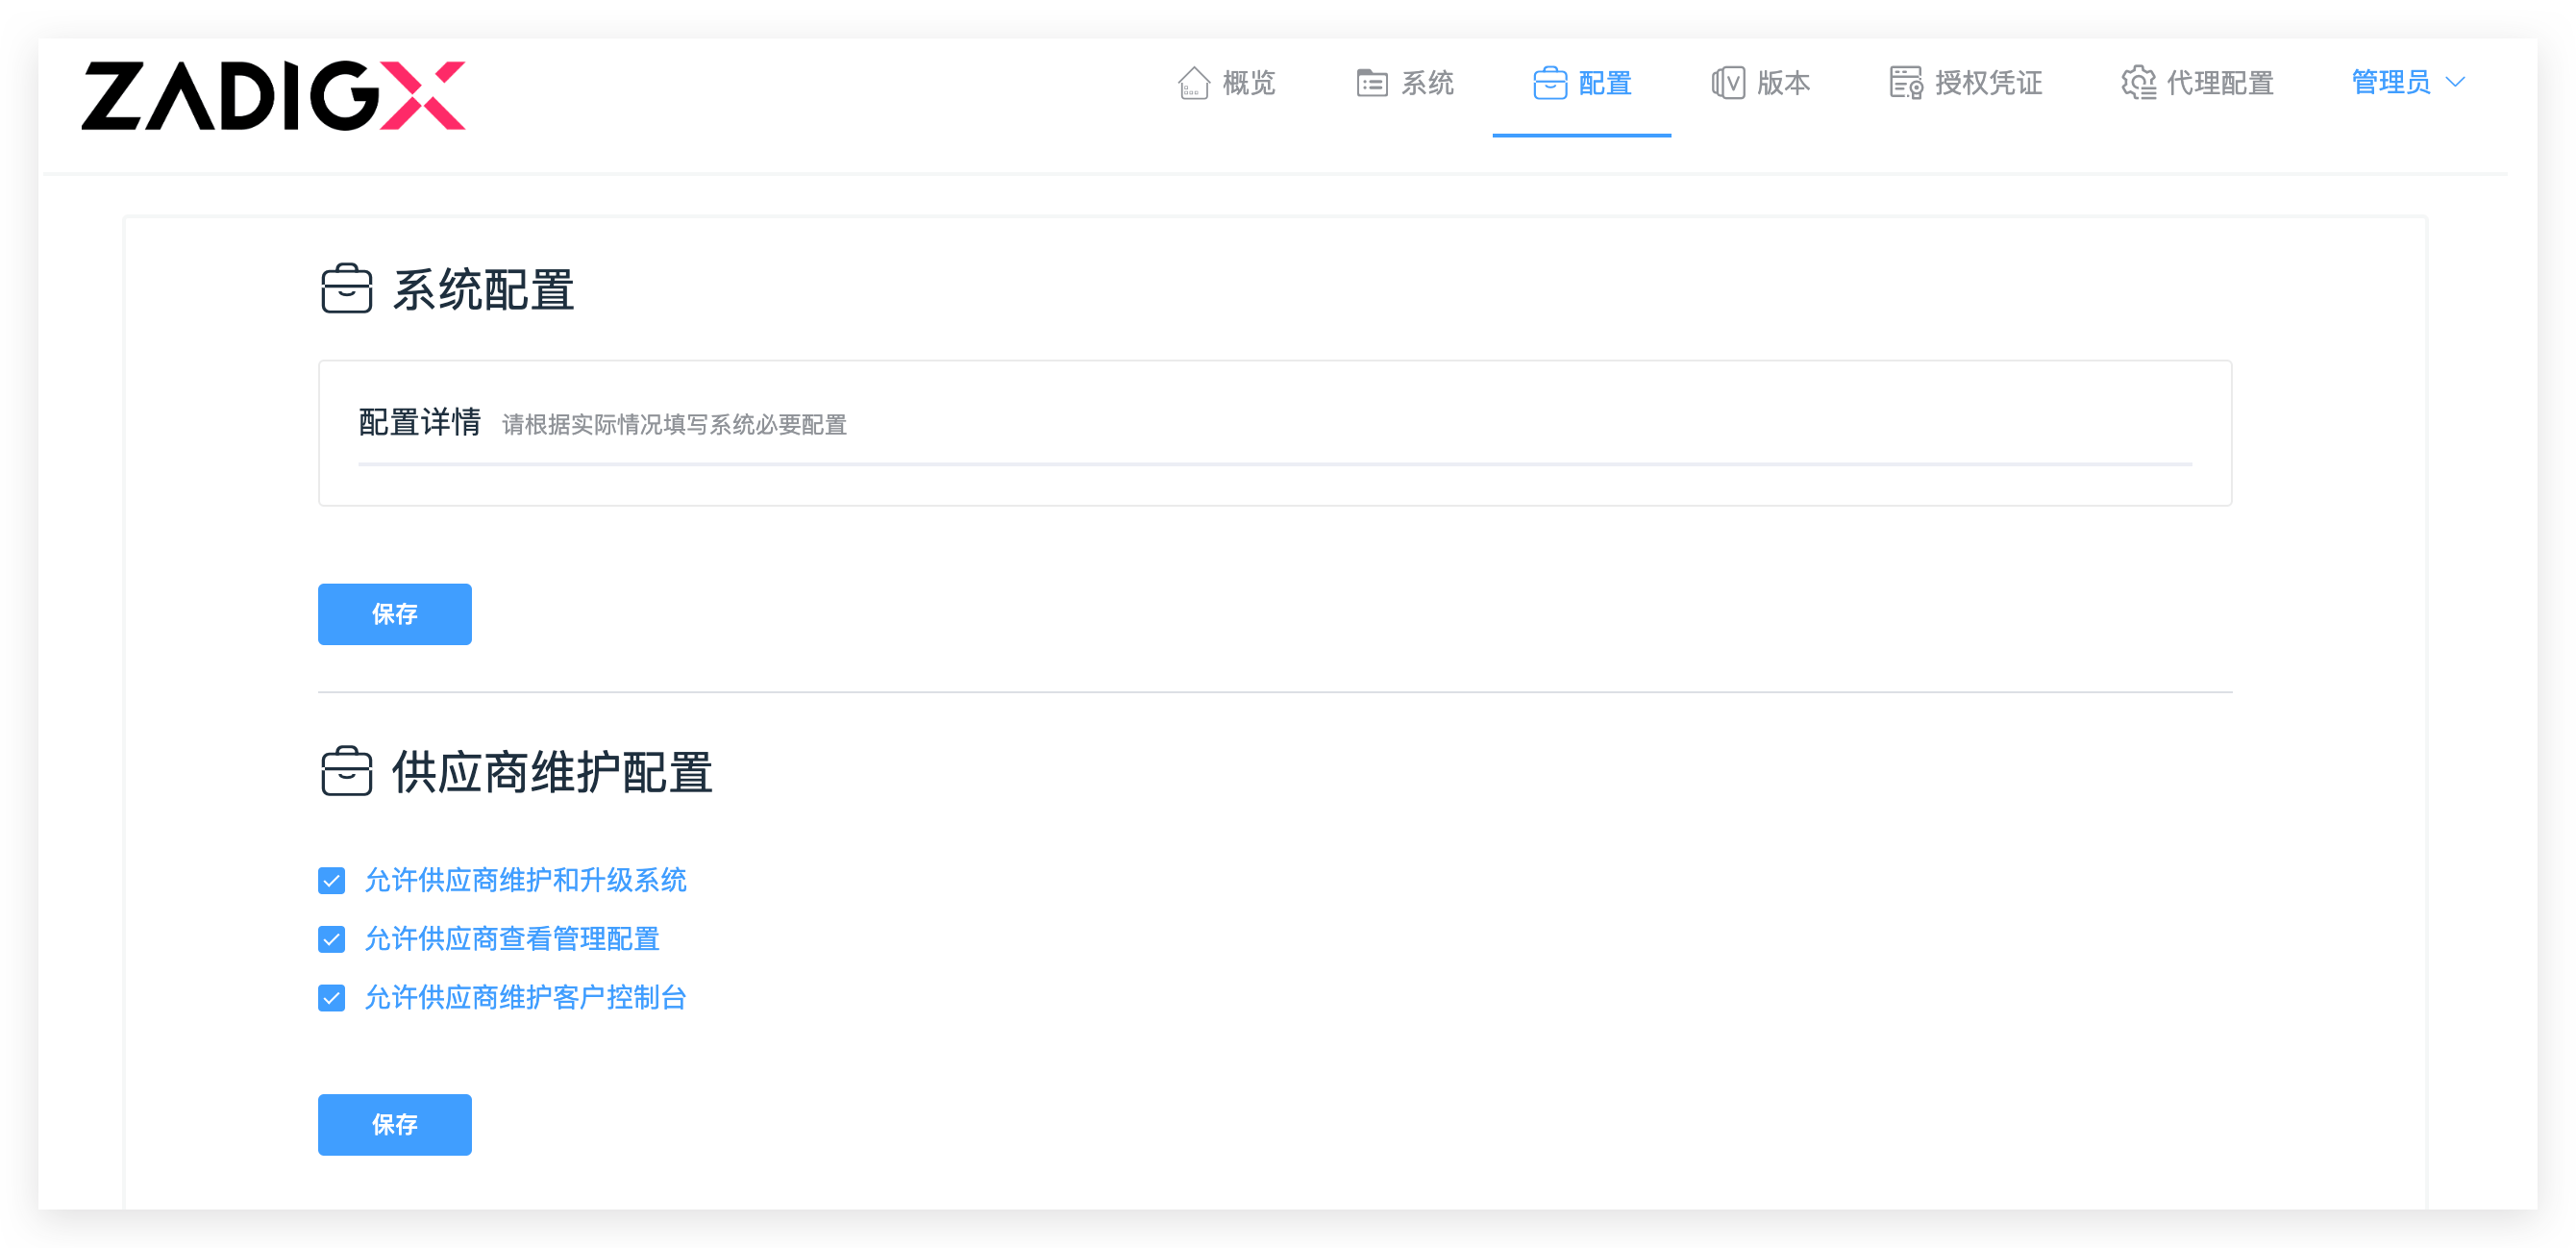 ZADIGX
概览 系统 配置 版本 授权凭证 代理配置 管理员
系统配置
配置详情 请根据实际情况填写系统必要配置
保存
供应商维护配置
允许供应商维护和升级系统
允许供应商查看管理配置
允许供应商维护客户控制台
保存